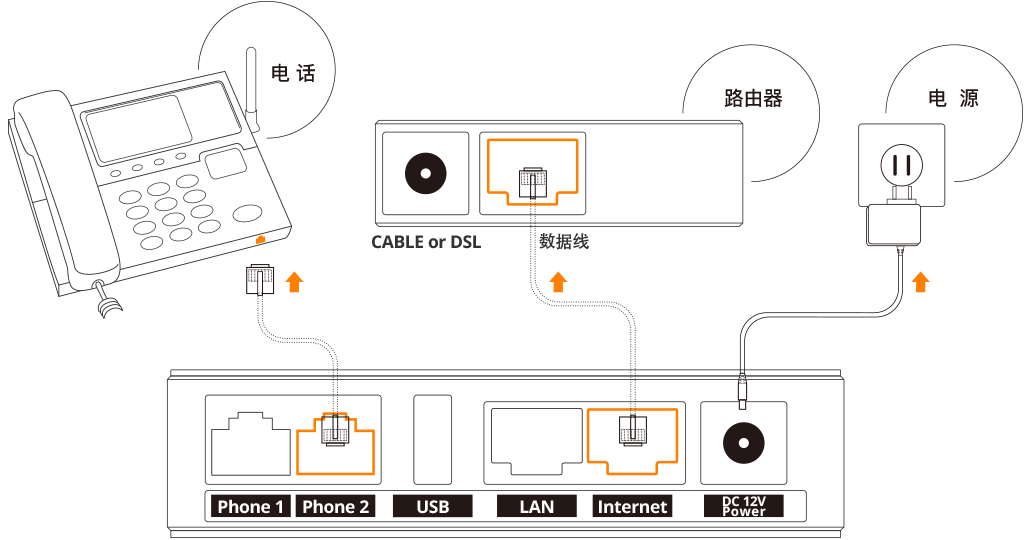 电 话
路由器
电 源
CABLE or DSL
数据线
Phone 1
Phone 2
USB
LAN
Internet
DC 12V
Power